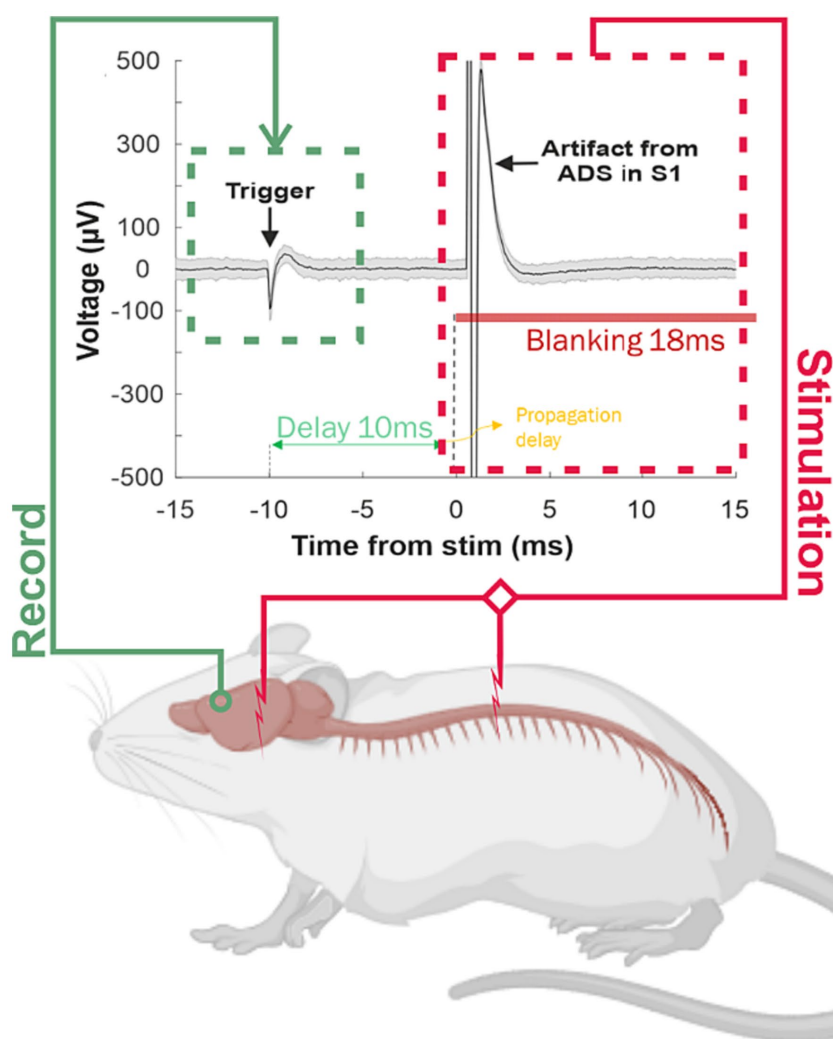 500
300
100
0
-100
-300
-500
Voltage (µV)
Trigger
Artifact from
ADS in S1
Blanking 18ms
Delay 10ms
Propagation
delay
-15
-10
-5
0
5
10
15
Time from stim (ms)
Record
Stimulation